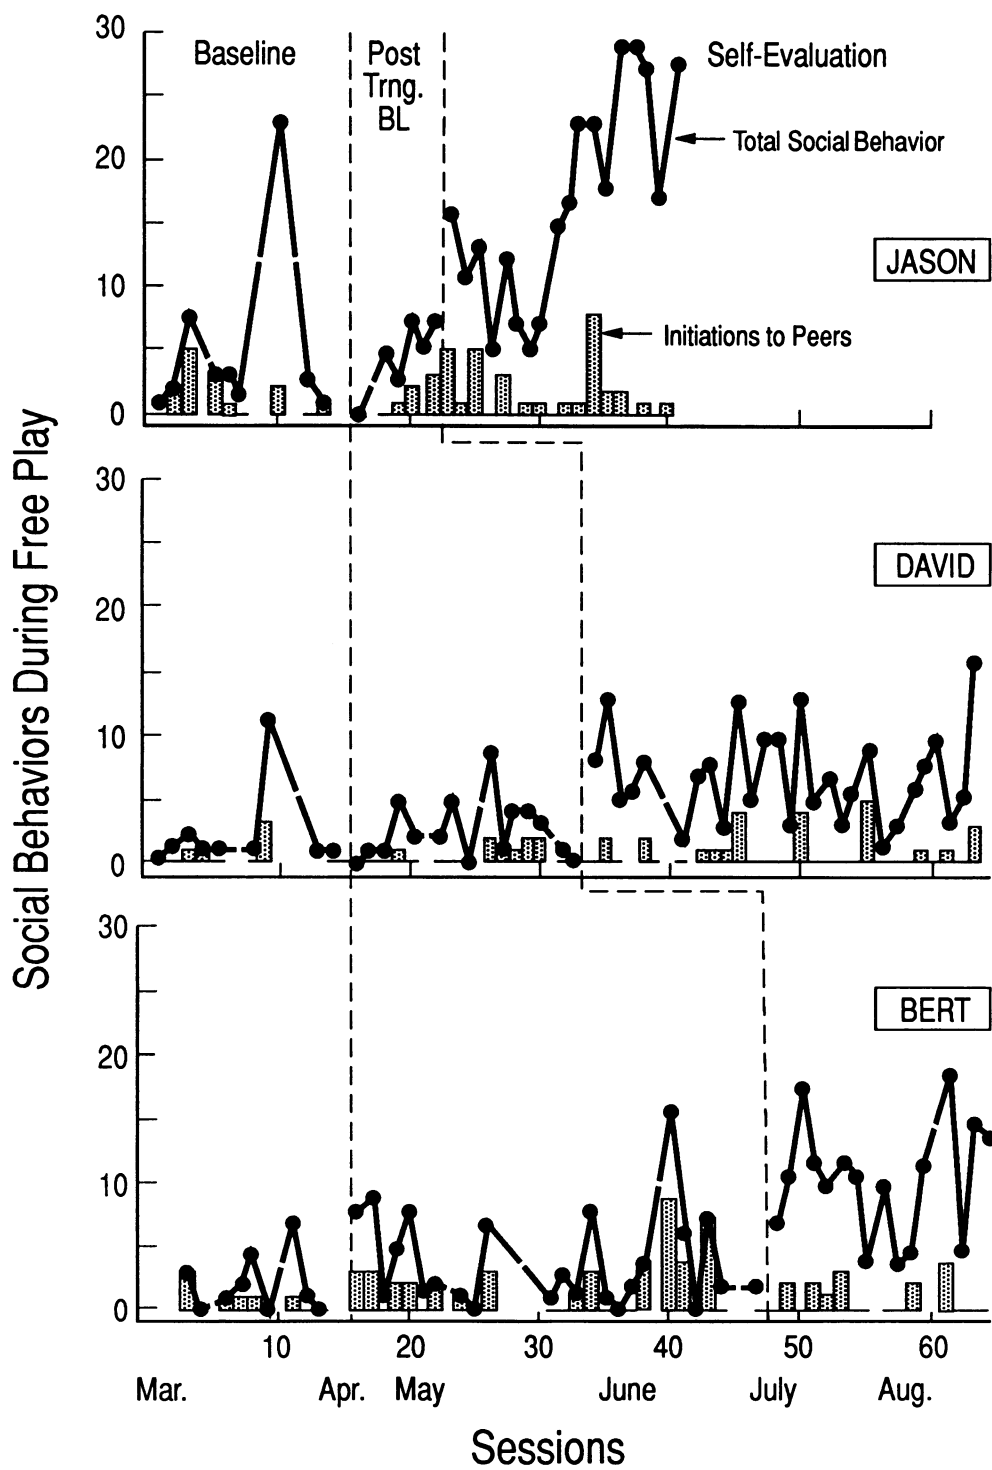 Social Behaviors During Free Play
30
20
10
0
Baseline
Post
Trng.
BL
Self-Evaluation
Total Social Behavior
JASON
Initiations to Peers
30
20
10
0
DAVID
30
20
10
0
BERT
10 20 30 40 50 60
Mar. Apr. May June July Aug.
Sessions